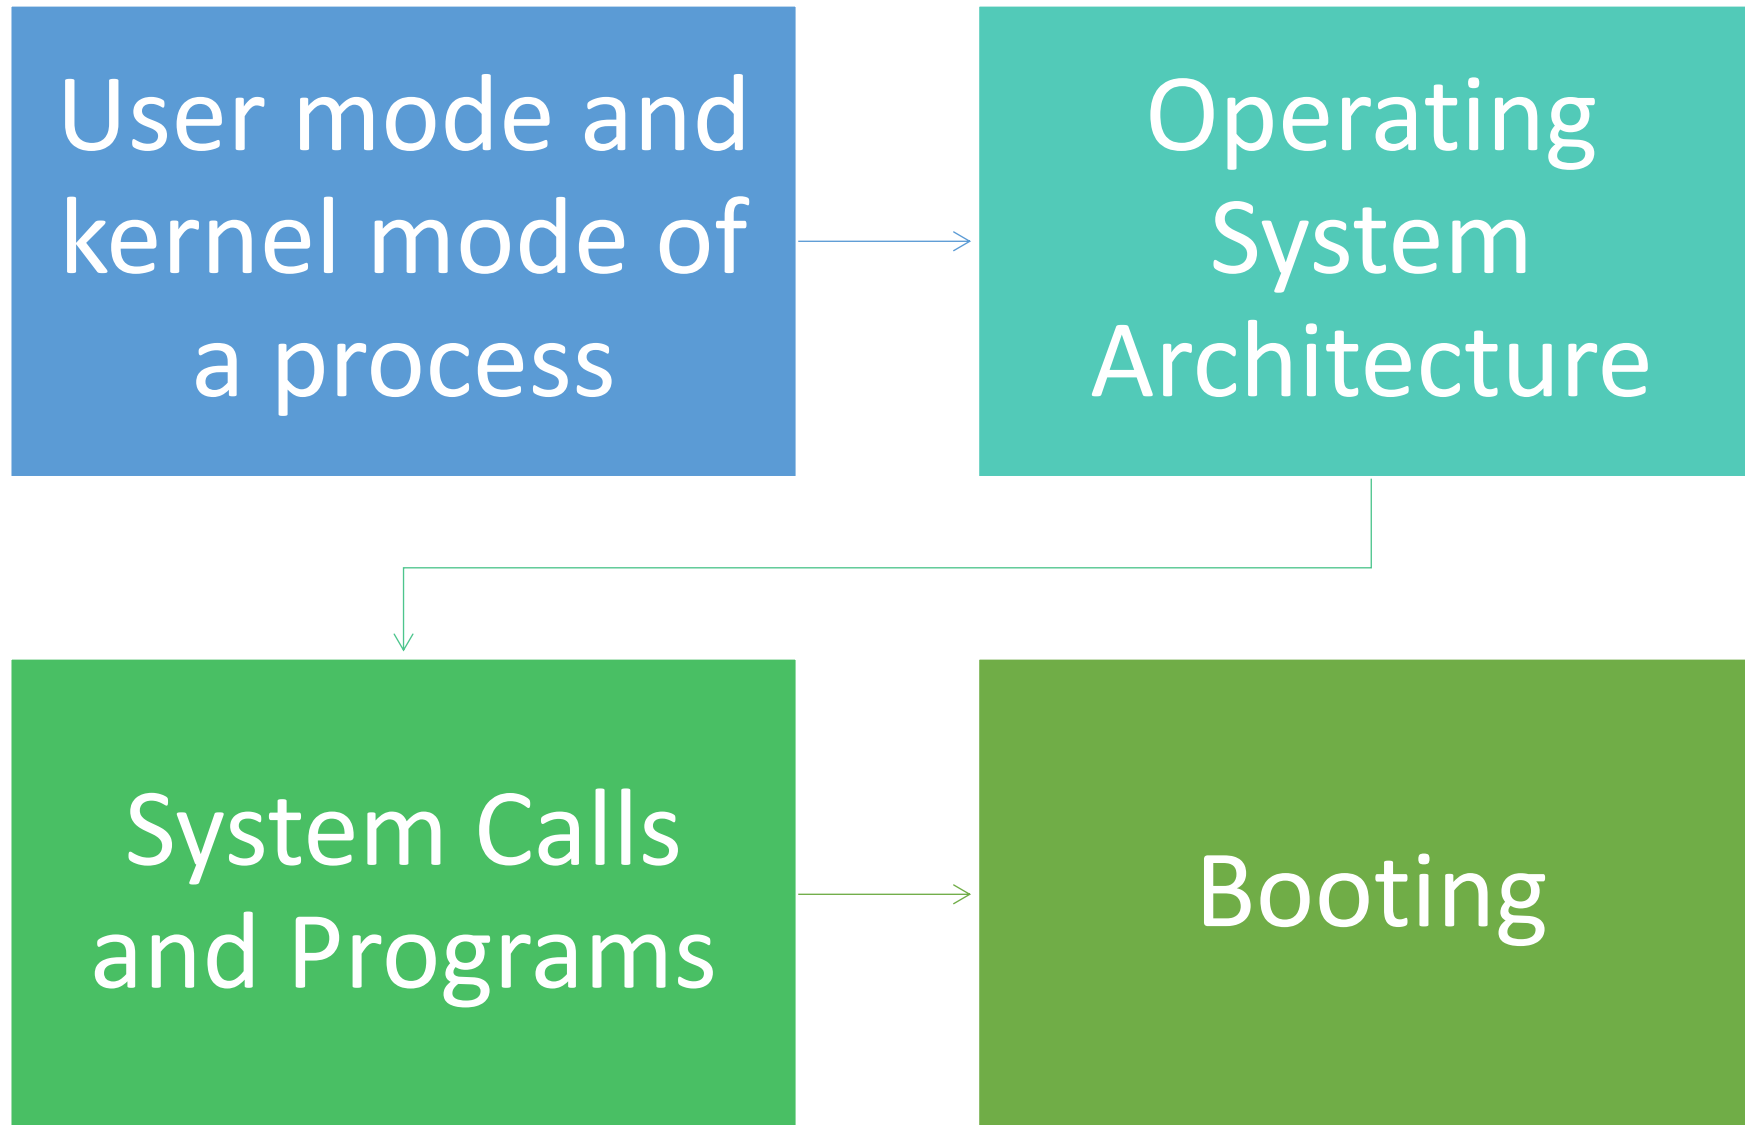 User mode and
kernel mode of
a process
Operating
System
Architecture
System Calls
and Programs
Booting